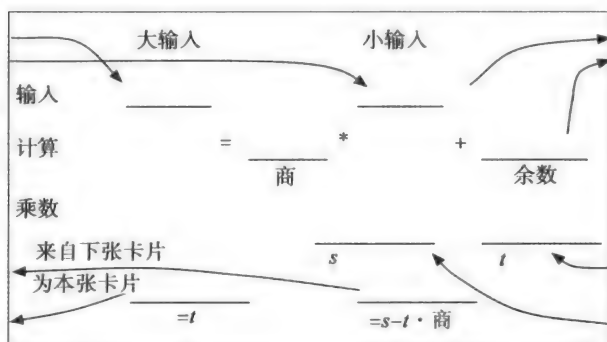 大输入 小输入
输入
计算 = * +
商 余数
乘数
来自下张卡片 s t
为本张卡片
=t =s−t · 商